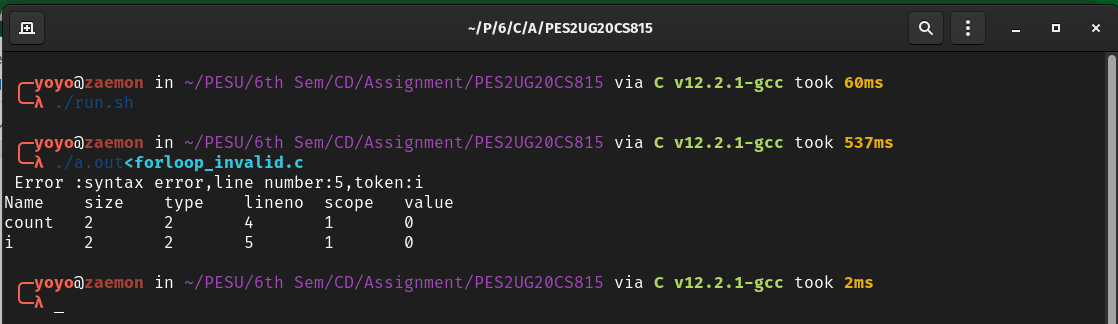 ~/P/6/C/A/PES2UG20CS815
yoyo@zaemon in ~/PESU/6th Sem/CD/Assignment/PES2UG20CS815 via C v12.2.1-gcc took 60ms
λ ./run.sh
yoyo@zaemon in ~/PESU/6th Sem/CD/Assignment/PES2UG20CS815 via C v12.2.1-gcc took 537ms
λ ./a.out<forloop_invalid.c
Error :syntax error,line number:5,token:i
Name size type lineno scope value
count 2 2 4 1 0
i 2 2 5 1 0
yoyo@zaemon in ~/PESU/6th Sem/CD/Assignment/PES2UG20CS815 via C v12.2.1-gcc took 2ms
λ _